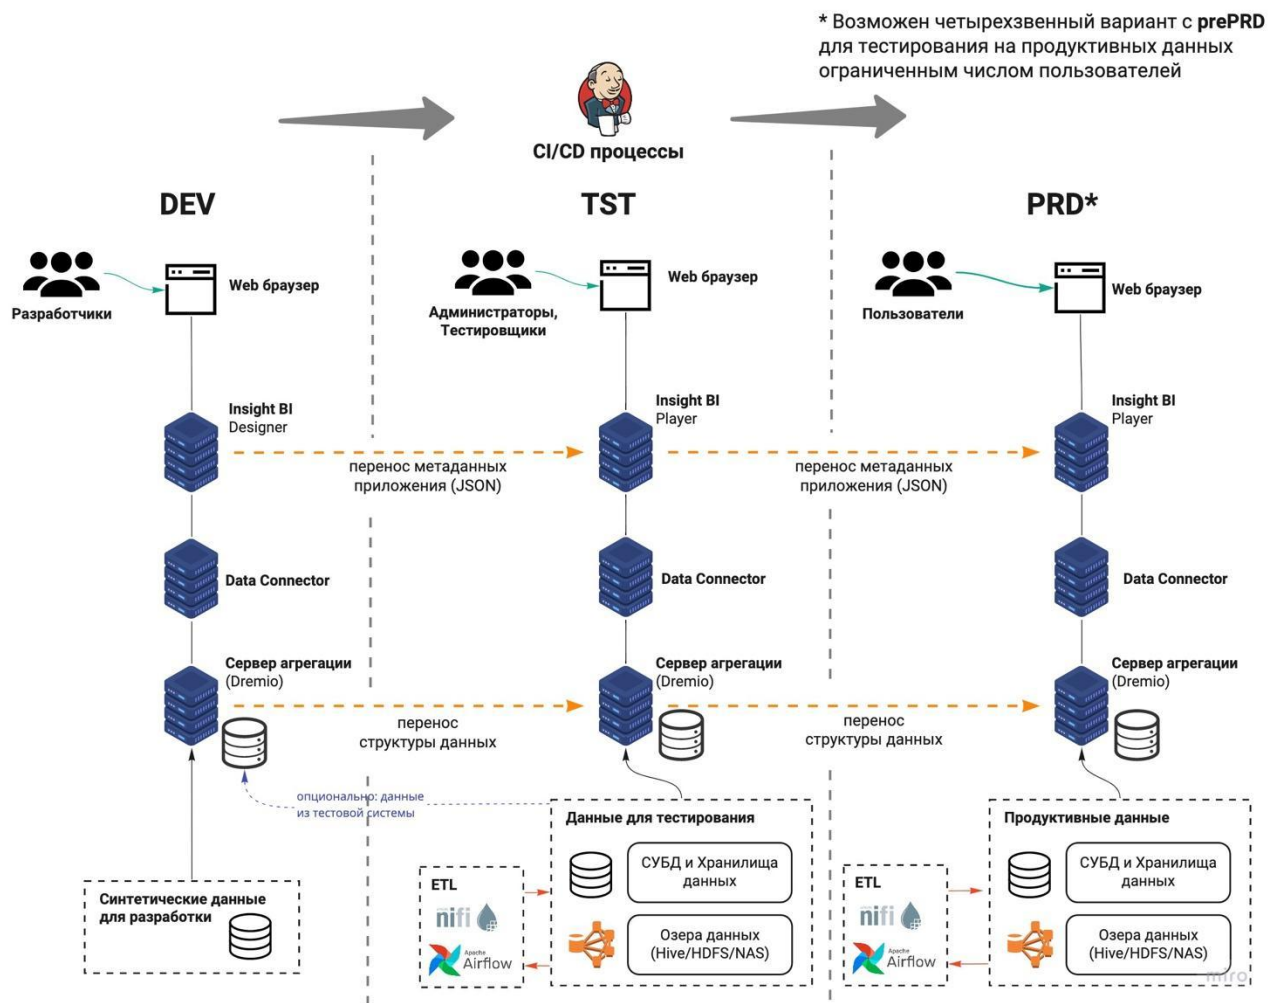 * Возможен четырехзвенный вариант с prePRD
для тестирования на продуктивных данных
ограниченным числом пользователей
CI/CD процессы
DEV
TST
PRD*
Разработчики
Web браузер
Администраторы,
Тестировщики
Web браузер
Пользователи
Web браузер
Insight BI
Designer
Insight BI
Player
Insight BI
Player
перенос метаданных
приложения (JSON)
перенос метаданных
приложения (JSON)
Data Connector
Data Connector
Data Connector
Сервер агрегации
(Dremio)
Сервер агрегации
(Dremio)
Сервер агрегации
(Dremio)
перенос
структуры данных
перенос
структуры данных
опционально: данные
из тестовой системы
Синтетические данные
для разработки
ETL
nifi
Apache
Airflow
Данные для тестирования
СУБД и Хранилища
данных
Озера данных
(Hive/HDFS/NAS)
ETL
nifi
Apache
Airflow
Продуктивные данные
СУБД и Хранилища
данных
Озера данных
(Hive/HDFS/NAS)
miro